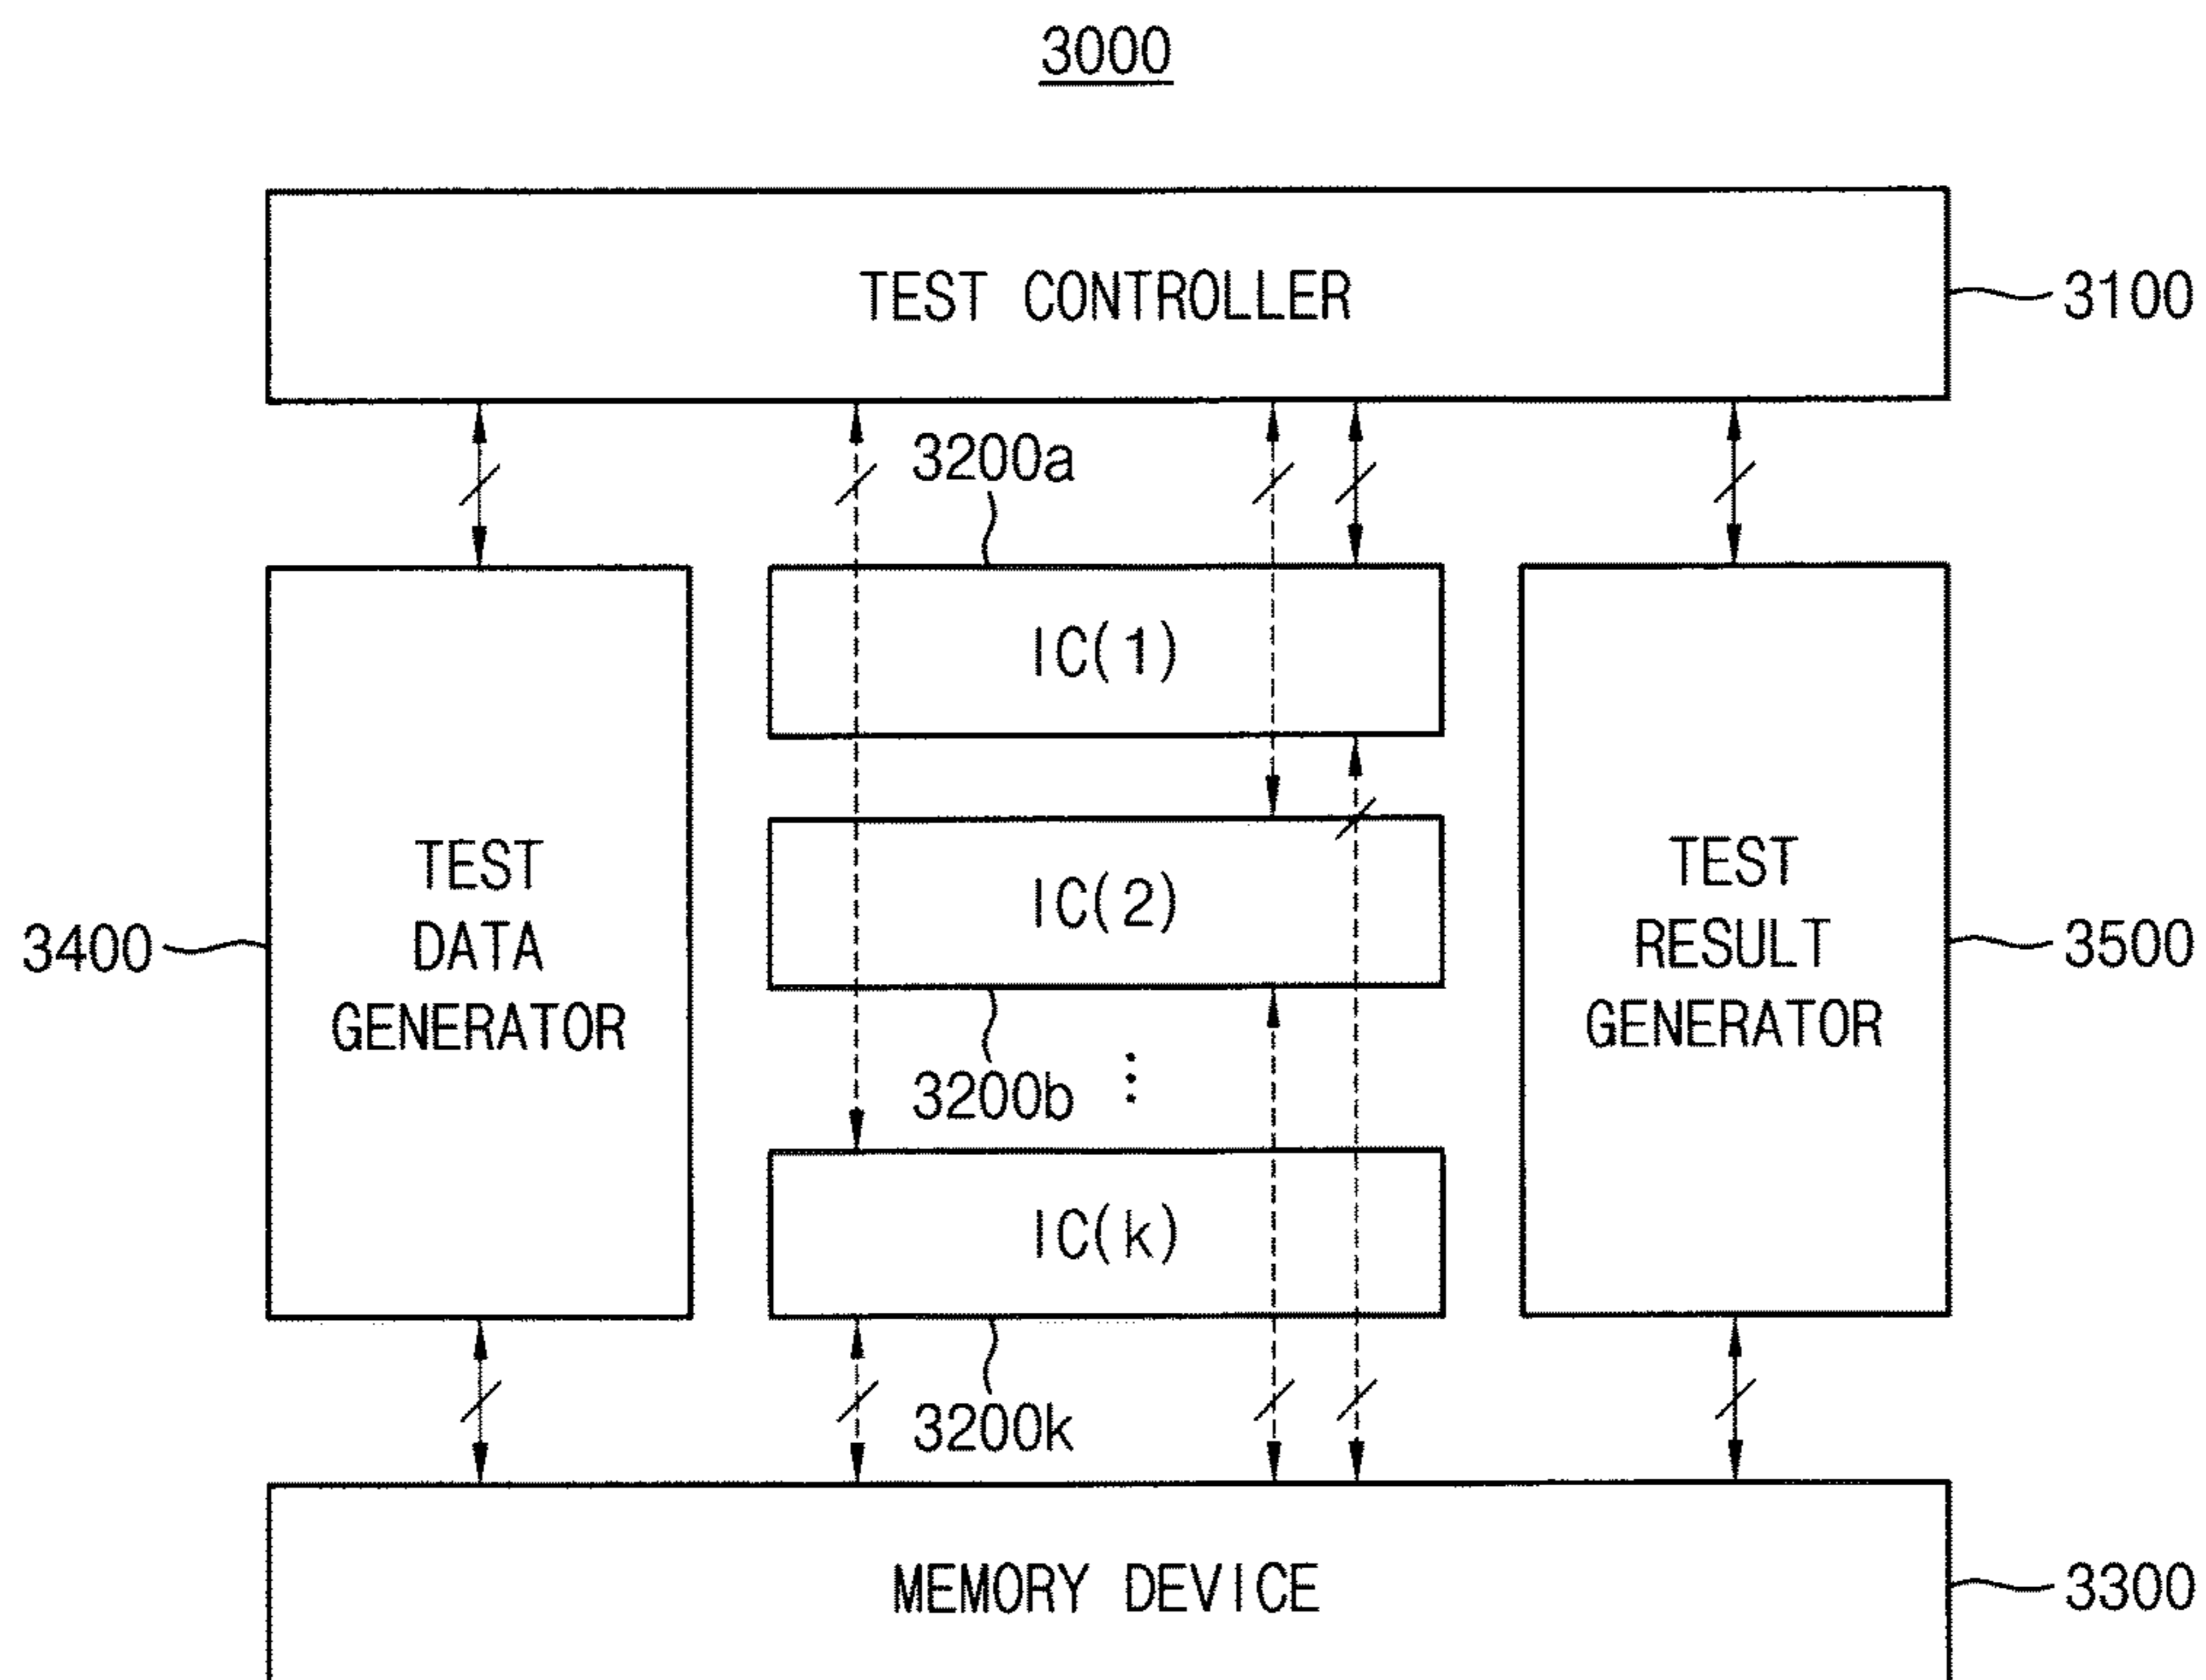 3000
TEST CONTROLLER
3100
3200a
IC(1)
IC(2)
3200b
IC(k)
3200k
3400
TEST
DATA
GENERATOR
TEST
RESULT
GENERATOR
3500
MEMORY DEVICE
3300